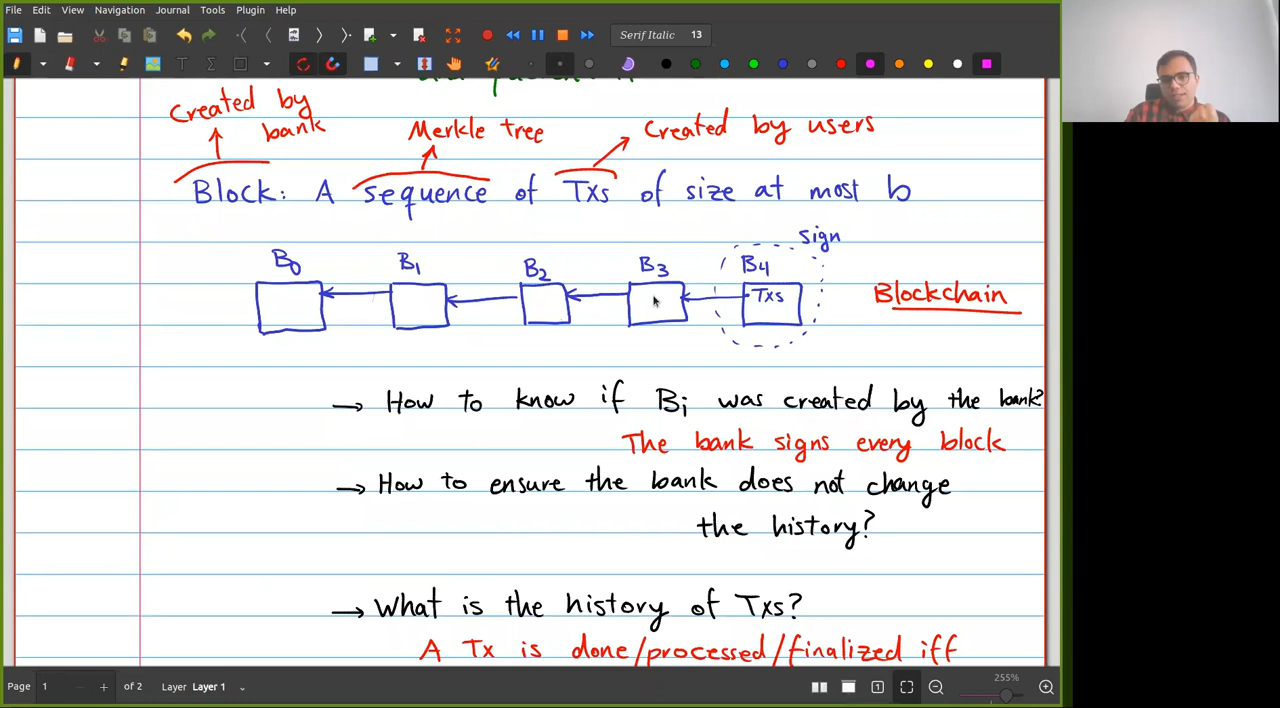 File Edit View Navigation Journal Tools Plugin Help
Serif Italic 13
Created by
bank
Merkle tree
Created by users
Block: A sequence of Txs of size at most b
sign
B0 B1 B2 B3 B4
Txs
Blockchain
→ How to know if Bi was created by the bank?
The bank signs every block
→ How to ensure the bank does not change
the history?
→ What is the history of Txs?
A Tx is done/processed/finalized iff
Page 1 of 2 Layer Layer 1 255%